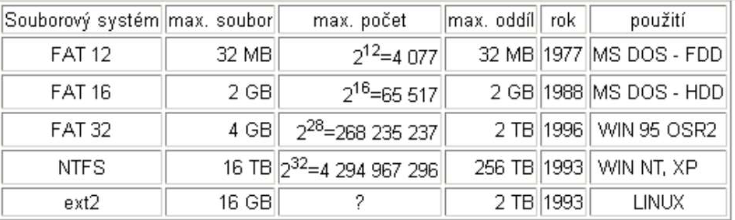 Souborový systém max. soubor max. počet max. oddíl rok použití
FAT 12 32 MB 2^12=4 077 32 MB 1977 MS DOS - FDD
FAT 16 2 GB 2^16=65 517 2 GB 1988 MS DOS - HDD
FAT 32 4 GB 2^28=268 235 237 2 TB 1996 WIN 95 OSR2
NTFS 16 TB 2^32=4 294 967 296 256 TB 1993 WIN NT, XP
ext2 16 GB ? 2 TB 1993 LINUX